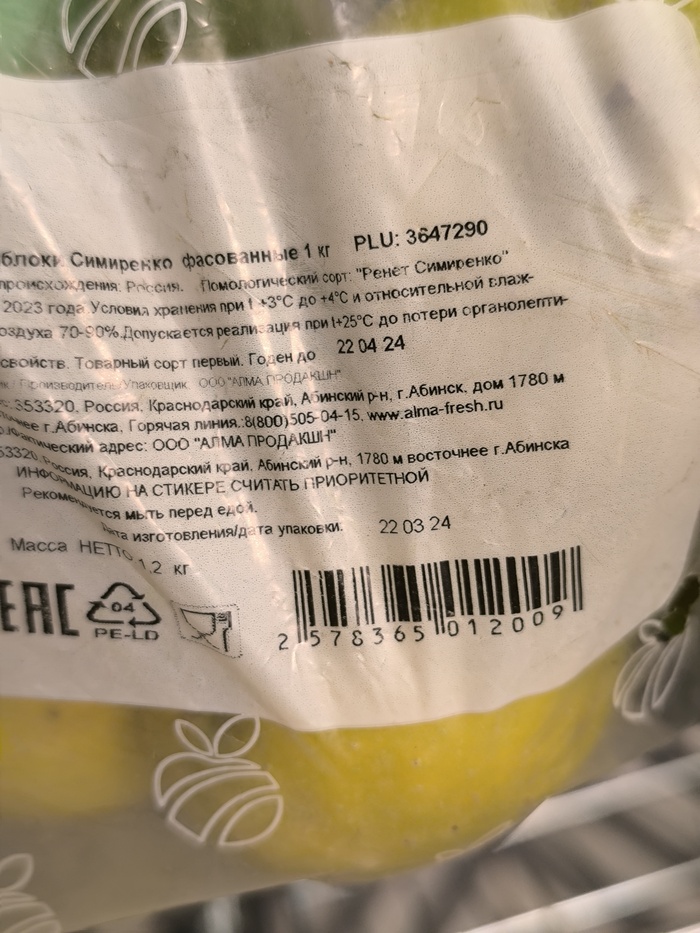 блоки Симиренко фасованные 1 кг PLU: 3647290
происхождения: Россия. Помологический сорт: "Ренет Симиренко"
2023 года Условия хранения при t +3°С до +4°С и относительной влаж-
оздуха 70-90%.Допускается реализация при t+25°С до потери органолепти-
свойств. Товарный сорт первый. Годен до 22 04 24
Производитель/Упаковщик ООО "АЛМА ПРОДАКШН"
353320, Россия, Краснодарский край, Абинский р-н, г.Абинск, дом 1780 м
г.Абинска, Горячая линия.:8(800)505-04-15, www.alma-fresh.ru
адрес: ООО "АЛМА ПРОДАКШН"
53320, Россия, Краснодарский край, Абинский р-н, 1780 м восточнее г.Абинска
ИНФОРМАЦИЮ НА СТИКЕРЕ СЧИТАТЬ ПРИОРИТЕТНОЙ
Рекомендуется мыть перед едой.
Дата изготовления/дата упаковки: 22 03 24
Масса НЕТТО 1,2 кг
EAC
04
PE-LD
2 578365 012009